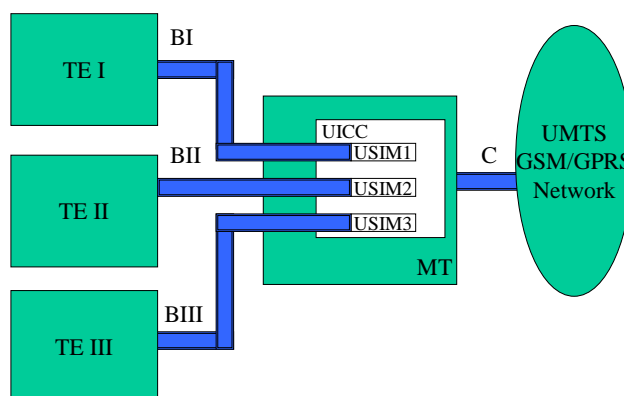 BI
TE I
UICC
USIM1
C
UMTS
GSM/GPRS
Network
BII
TE II
USIM2
USIM3
MT
BIII
TE III